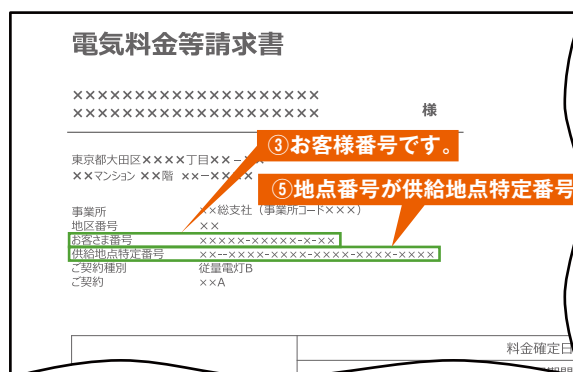 電気料金等請求書
××××××××××××××××××××
×××××××××××××××××××× 様
③お客様番号です。
東京都大田区××××丁目××−××
××マンション ××階 ××−××××
⑤地点番号が供給地点特定番号
事業所 ××総支社（事業所コード×××）
地区番号 ××
お客さま番号 ×××××-×××××-×-××
供給地点特定番号 ××--××××-××××-××××-××××-××××
ご契約種別 従量電灯B
ご契約 ××A
料金確定日